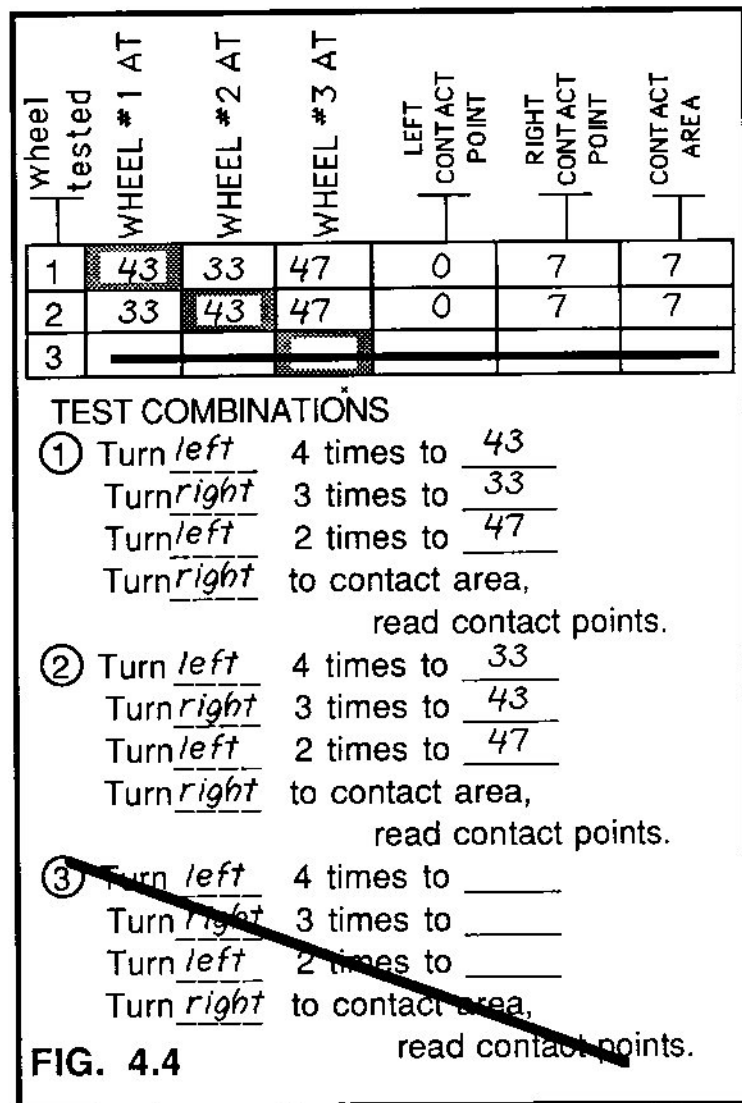 wheel tested
WHEEL #1 AT
WHEEL #2 AT
WHEEL #3 AT
LEFT CONTACT POINT
RIGHT CONTACT POINT
CONTACT AREA
1 43 33 47 0 7 7
2 33 43 47 0 7 7
3
TEST COMBINATIONS
① Turn left 4 times to 43
Turn right 3 times to 33
Turn left 2 times to 47
Turn right to contact area,
read contact points.
② Turn left 4 times to 33
Turn right 3 times to 43
Turn left 2 times to 47
Turn right to contact area,
read contact points.
③ Turn left 4 times to
Turn right 3 times to
Turn left 2 times to
Turn right to contact area,
read contact points.
FIG. 4.4